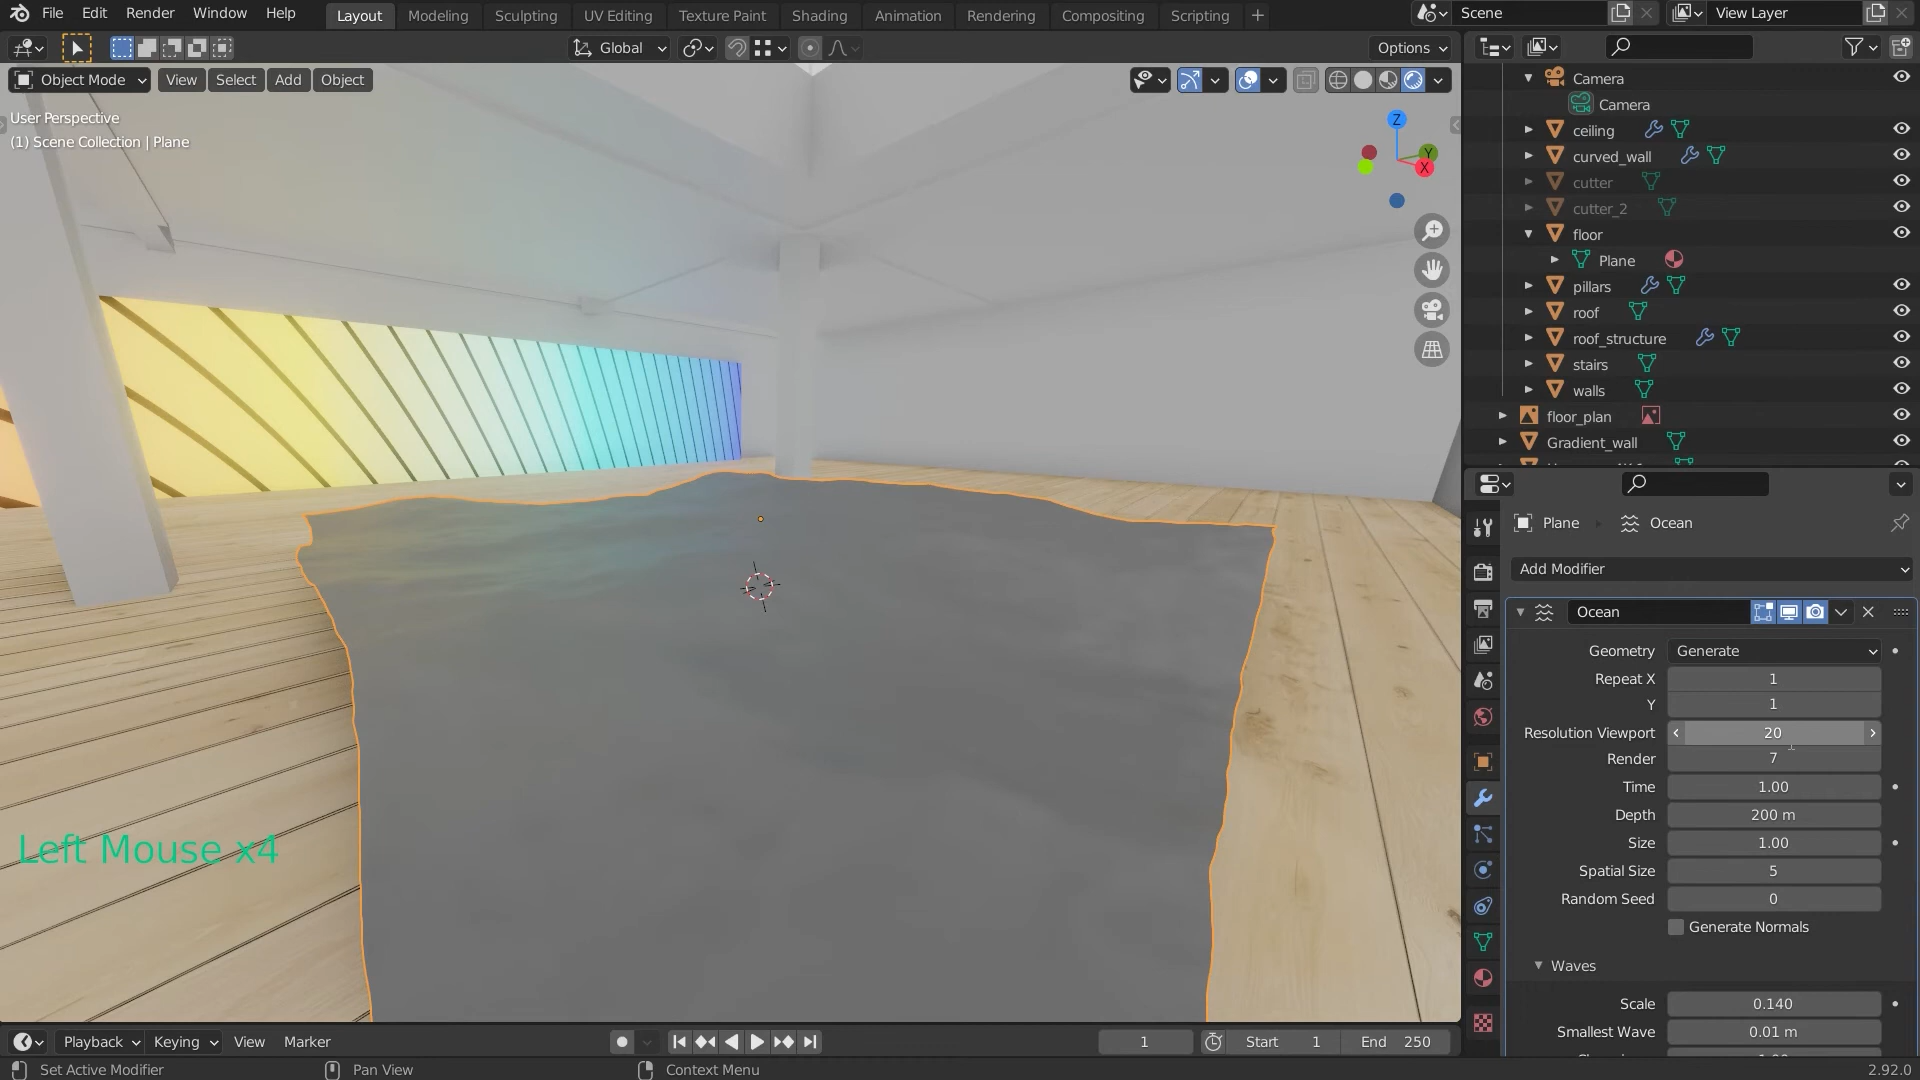 File Edit Render Window Help Layout Modeling Sculpting UV Editing Texture Paint Shading Animation Rendering Compositing Scripting + Scene View Layer
Global Options
Object Mode View Select Add Object
User Perspective
(1) Scene Collection | Plane
Z
Y
X
Left Mouse x4
Camera
Camera
ceiling
curved_wall
cutter
cutter_2
floor
Plane
pillars
roof
roof_structure
stairs
walls
floor_plan
Gradient_wall
Plane Ocean
Add Modifier
Ocean
Geometry Generate
Repeat X 1
Y 1
Resolution Viewport 20
Render 7
Time 1.00
Depth 200 m
Size 1.00
Spatial Size 5
Random Seed 0
Generate Normals
Waves
Scale 0.140
Smallest Wave 0.01 m
Playback Keying View Marker 1 Start 1 End 250
Set Active Modifier Pan View Context Menu 2.92.0